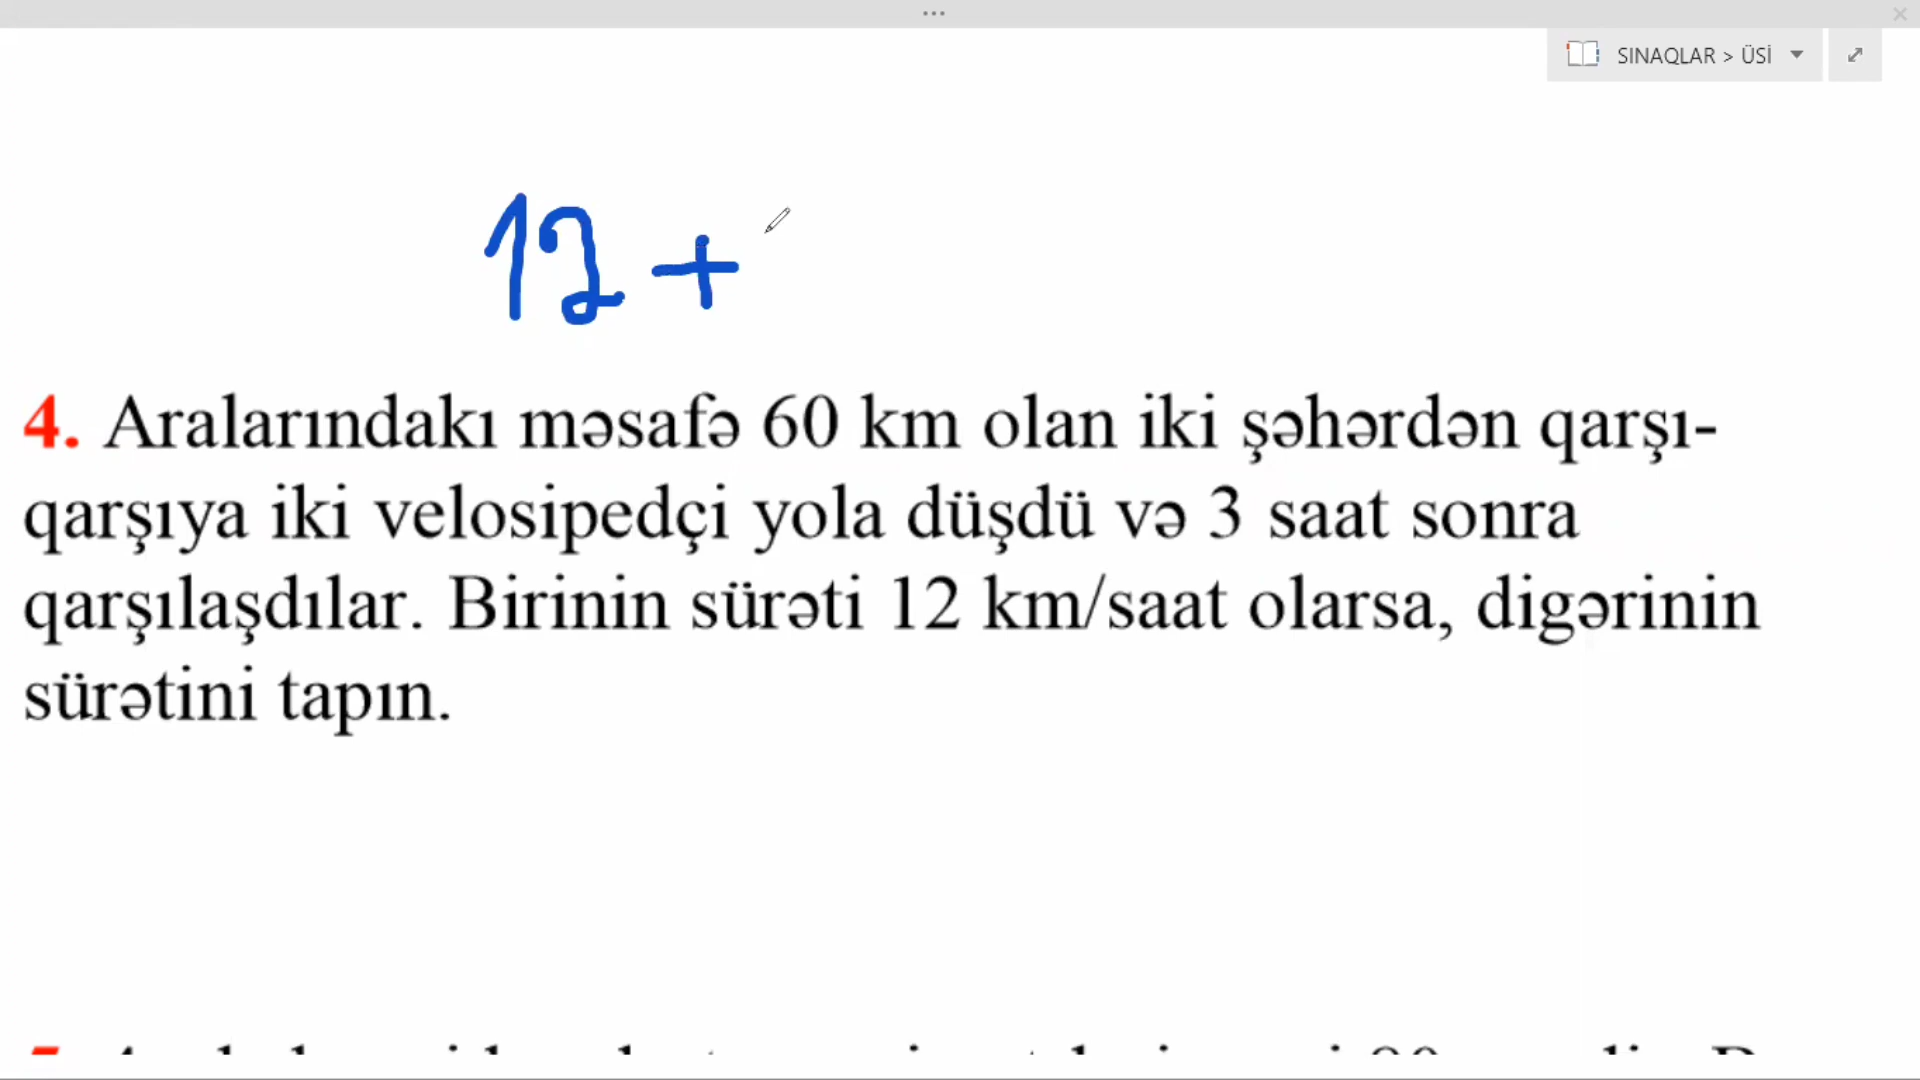 SINAQLAR > ÜSİ
12 +
4. Aralarındakı məsafə 60 km olan iki şəhərdən qarşı-
qarşıya iki velosipedçi yola düşdü və 3 saat sonra
qarşılaşdılar. Birinin sürəti 12 km/saat olarsa, digərinin
sürətini tapın.